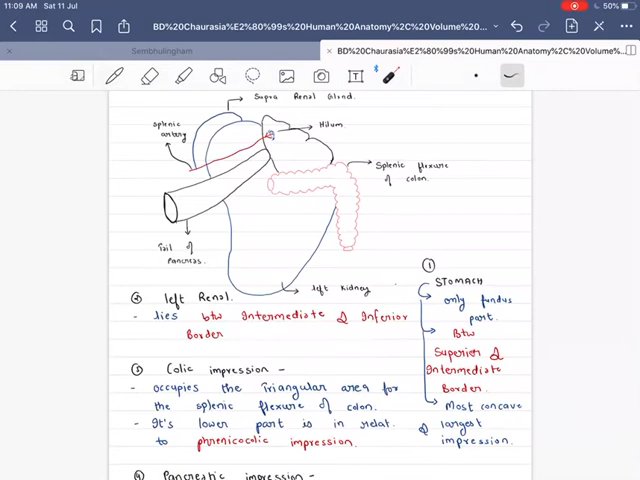 11:09 AM Sat 11 Jul
50%
BD%20Chaurasia%E2%80%99s%20Human%20Anatomy%2C%20Volume%...
Sembhulingham
BD%20Chaurasia%E2%80%99s%20Human%20Anatomy%2C%20Volume%...
Supra Renal Gland
Splenic
artery
Hilum
Splenic flexure
of colon.
Tail of
Pancreas.
left Kidney
② left Renal.
- lies btw Intermediate & Inferior
Border
③ Colic impression -
- occupies the Triangular area for
the splenic flexure of colon.
- It's lower part is in relat.
to phrenicocolic impression.
④ Pancreatic impression -
①
STOMACH
only fundus
part.
Btw
Superior &
Intermediate
Border.
Most concave
& largest
impression.